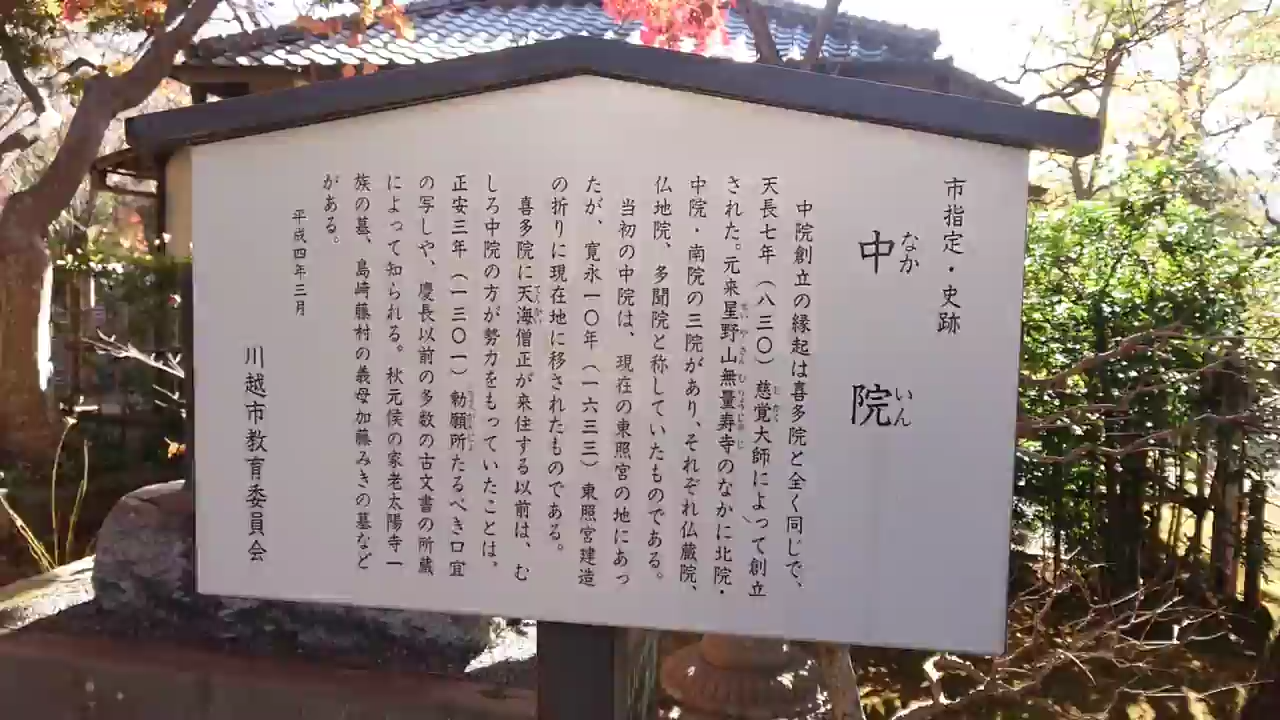 市指定・史跡
中院
なかいん
中院創立の縁起は喜多院と全く同じで、
天長七年(八三〇)慈覚大師によって創立
された。元来星野山無量寿寺のなかに北院・
中院・南院の三院があり、それぞれ仏蔵院、
仏地院、多聞院と称していたものである。
当初の中院は、現在の東照宮の地にあっ
たが、寛永一〇年(一六三三)東照宮建造
の折りに現在地に移されたものである。
喜多院に天海僧正が来住する以前は、む
しろ中院の方が勢力をもっていたことは、
正安三年(一三〇一)勅願所たるべき口宜
の写しや、慶長以前の多数の古文書の所蔵
によって知られる。秋元侯の家老太陽寺一
族の墓、島崎藤村の義母加藤みきの墓など
がある。
平成四年三月
川越市教育委員会